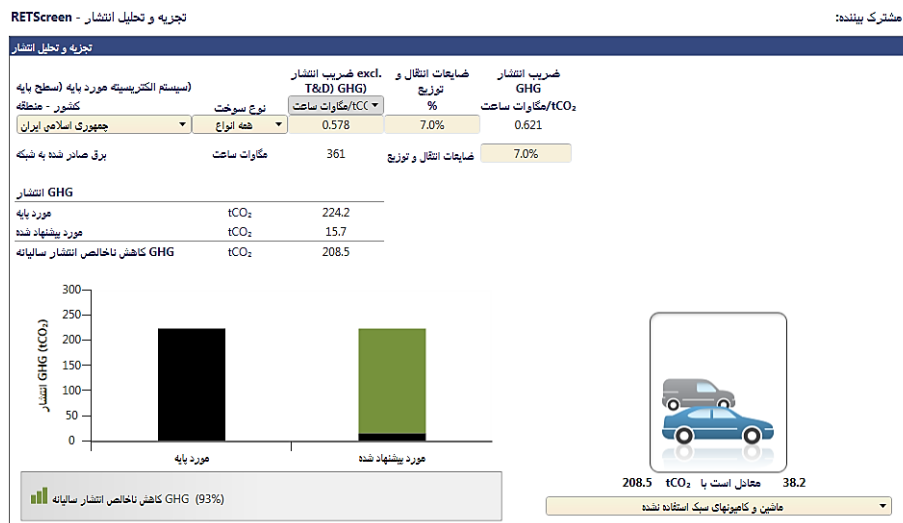 RETScreen - تجزیه و تحلیل انتشار
مشترک بیننده:
تجزیه و تحلیل انتشار
سیستم الکتریسیته مورد پایه (سطح پایه)
کشور - منطقه
نوع سوخت
ضریب انتشار excl.
T&D) GHG)
tCC/مگاوات ساعت
ضایعات انتقال و
توزیع
%
ضریب انتشار
GHG
tCO₂/مگاوات ساعت
جمهوری اسلامی ایران
همه انواع
0.578
7.0%
0.621
برق صادر شده به شبکه
مگاوات ساعت
361
ضایعات انتقال و توزیع
7.0%
انتشار GHG
مورد پایه tCO₂ 224.2
مورد پیشنهاد شده tCO₂ 15.7
کاهش ناخالص انتشار سالیانه GHG tCO₂ 208.5
انتشار GHG (tCO₂)
300
250
200
150
100
50
0
مورد پایه
مورد پیشنهاد شده
کاهش ناخالص انتشار سالیانه GHG (93%)
208.5 tCO₂ معادل است با 38.2
ماشین و کامیونهای سبک استفاده نشده